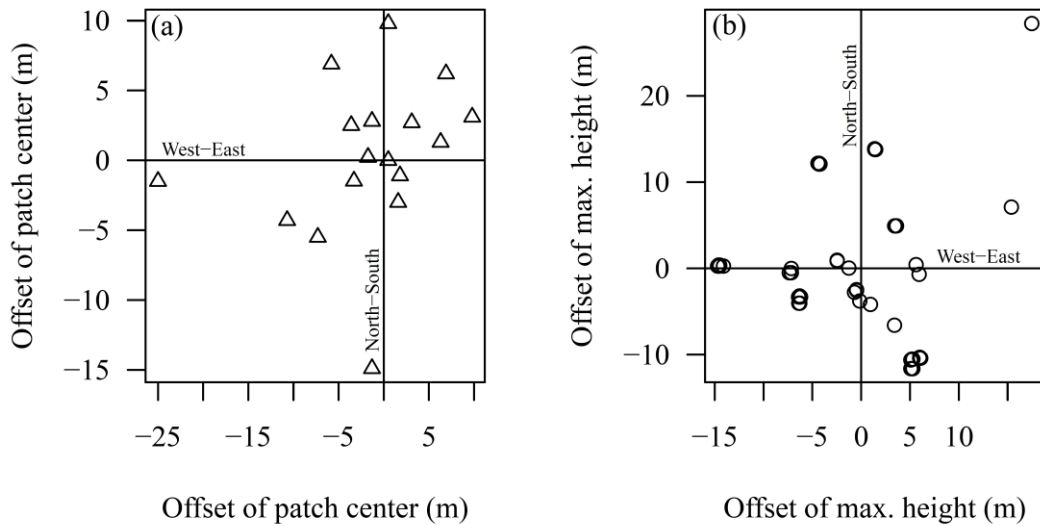 (a)
10
5
0
−5
−10
−15
Offset of patch center (m)
West−East
North−South
−25
−15
−5
5
Offset of patch center (m)
(b)
20
10
0
−10
Offset of max. height (m)
North−South
West−East
−15
−5
0
5
10
Offset of max. height (m)